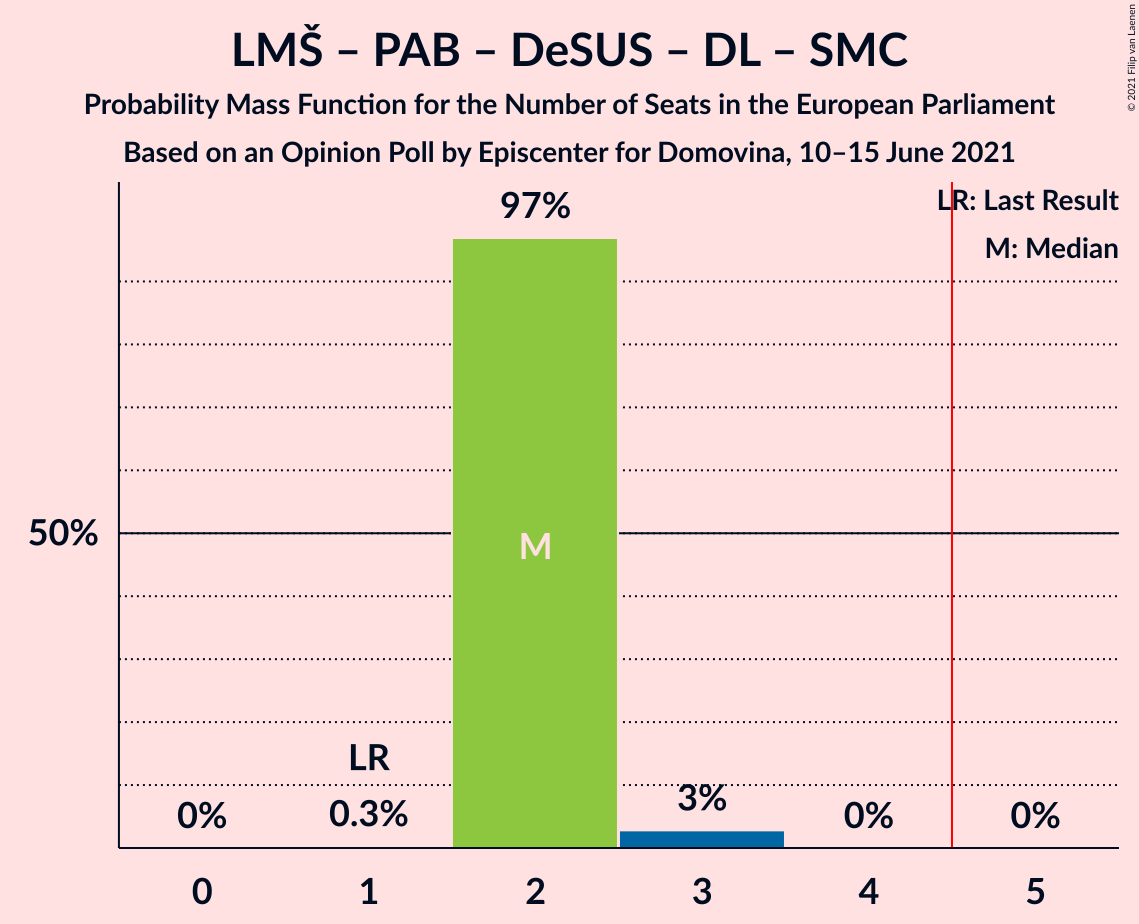 LMŠ – PAB – DeSUS – DL – SMC
Probability Mass Function for the Number of Seats in the European Parliament
Based on an Opinion Poll by Episcenter for Domovina, 10–15 June 2021
© 2021 Filip van Laenen
LR: Last Result
M: Median
97%
50%
M
LR
0%
0.3%
3%
0%
0%
0
1
2
3
4
5